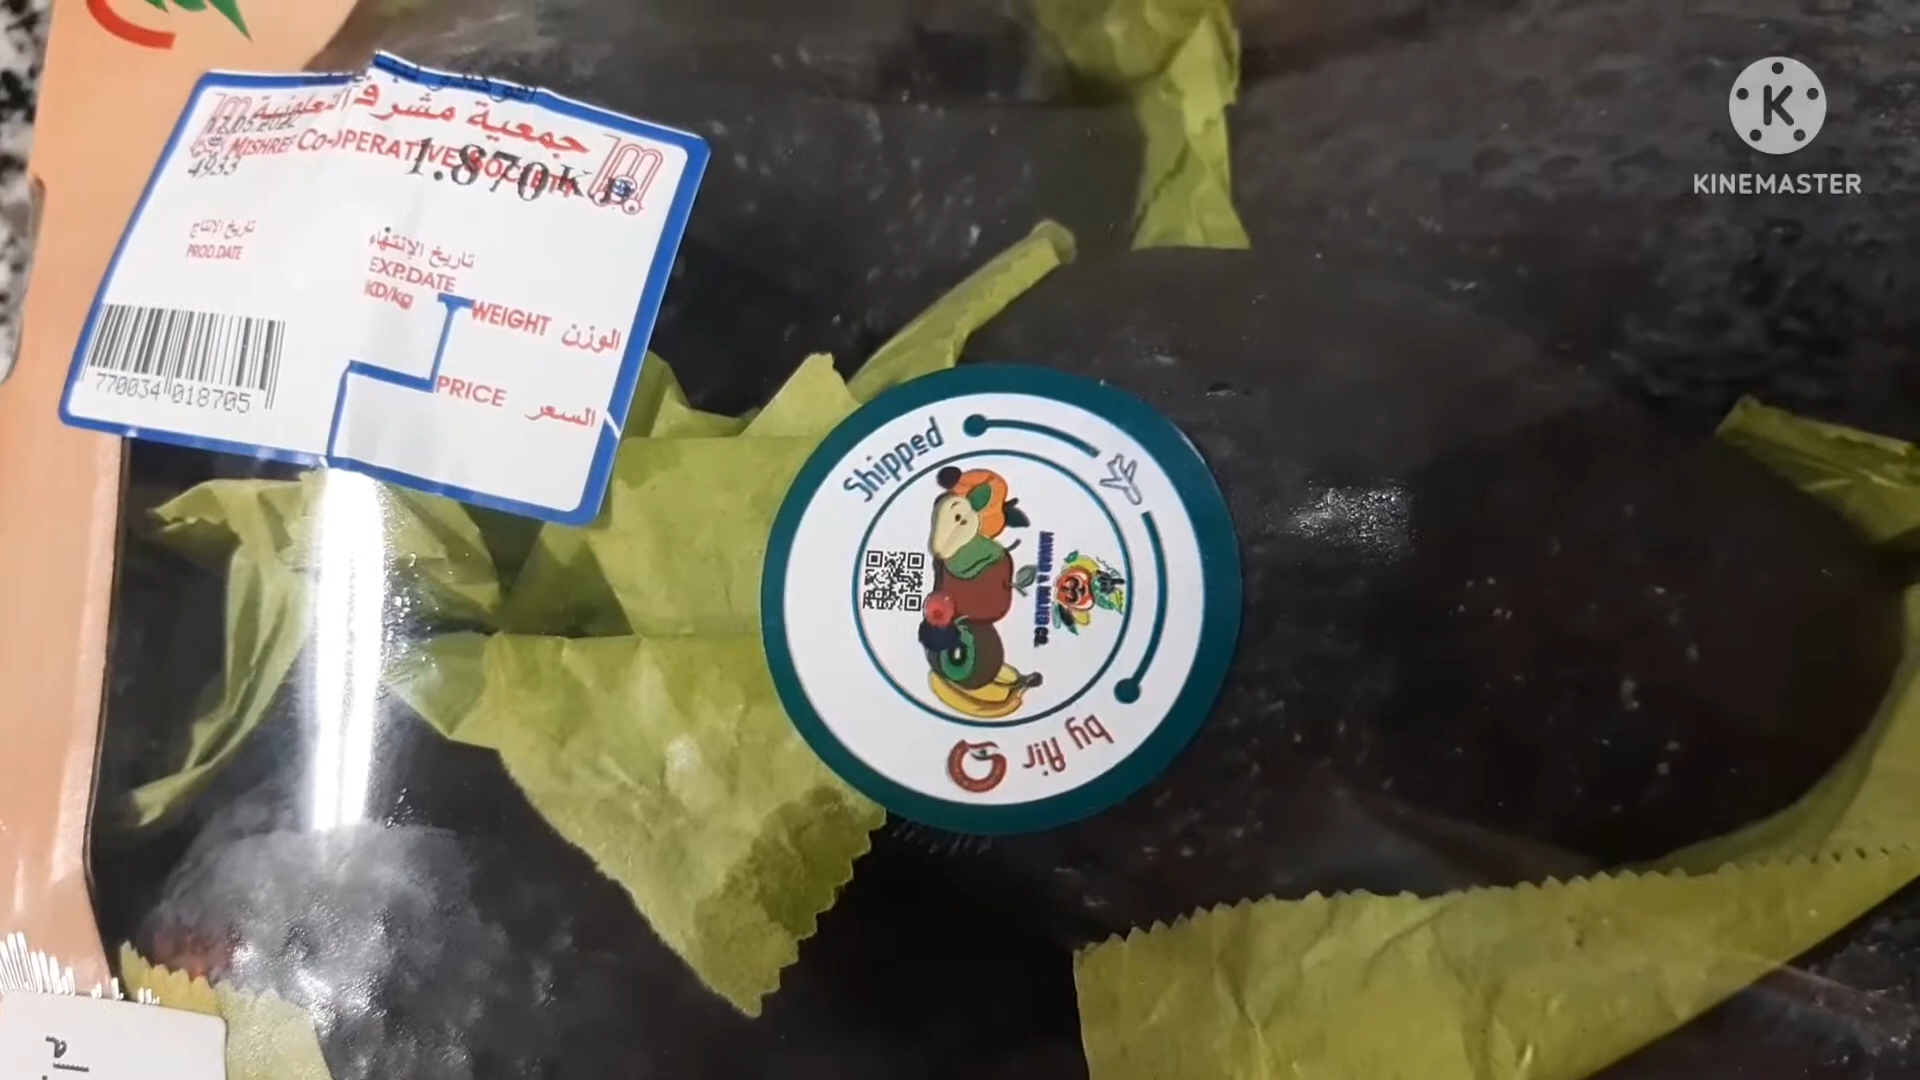 جمعية مشرف التعاونية
MISHREF CO-OPERATIVE SOCIETY
1.870K.D
4933
تاريخ الإنتاج
PROD.DATE
تاريخ الإنتهاء
EXP.DATE
KD/kg
WEIGHT الوزن
PRICE السعر
770034 018705
Shipped
by Air
K
KINEMASTER